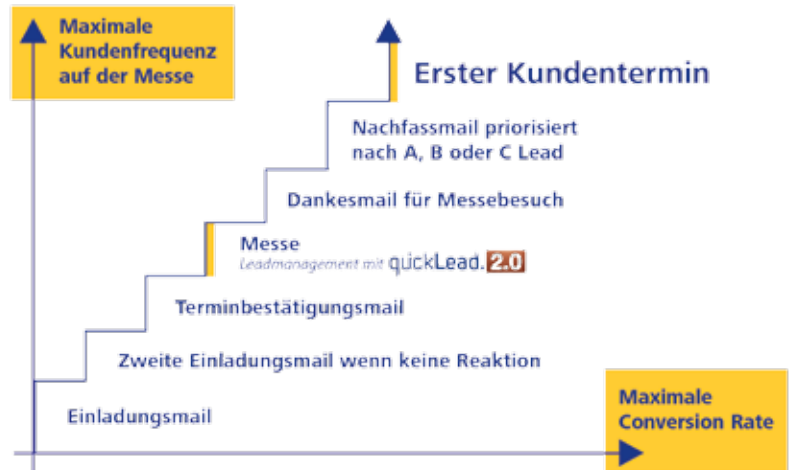 Maximale
Kundenfrequenz
auf der Messe
Erster Kundentermin
Nachfassmail priorisiert
nach A, B oder C Lead
Dankesmail für Messebesuch
Messe
Leadmanagement mit quickLead. 2.0
Terminbestätigungsmail
Zweite Einladungsmail wenn keine Reaktion
Einladungsmail
Maximale
Conversion Rate